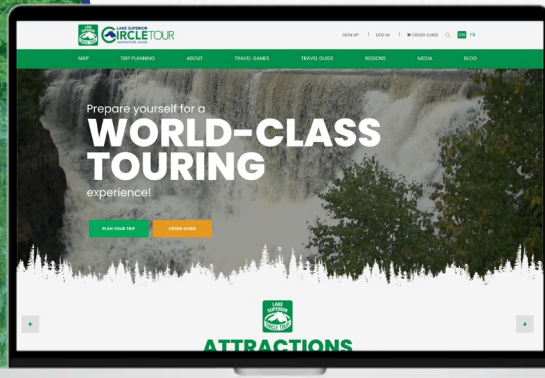 LAKE SUPERIOR
CIRCLE TOUR
ADVENTURE GUIDE
SIGN UP | LOG IN | ORDER GUIDE EN FR
MAP TRIP PLANNING ABOUT TRAVEL GAMES TRAVEL GUIDE REGIONS MEDIA BLOG
Prepare yourself for a
WORLD-CLASS
TOURING
experience!
PLAN YOUR TRIP ORDER GUIDE
LAKE
SUPERIOR
CIRCLE TOUR
ATTRACTIONS